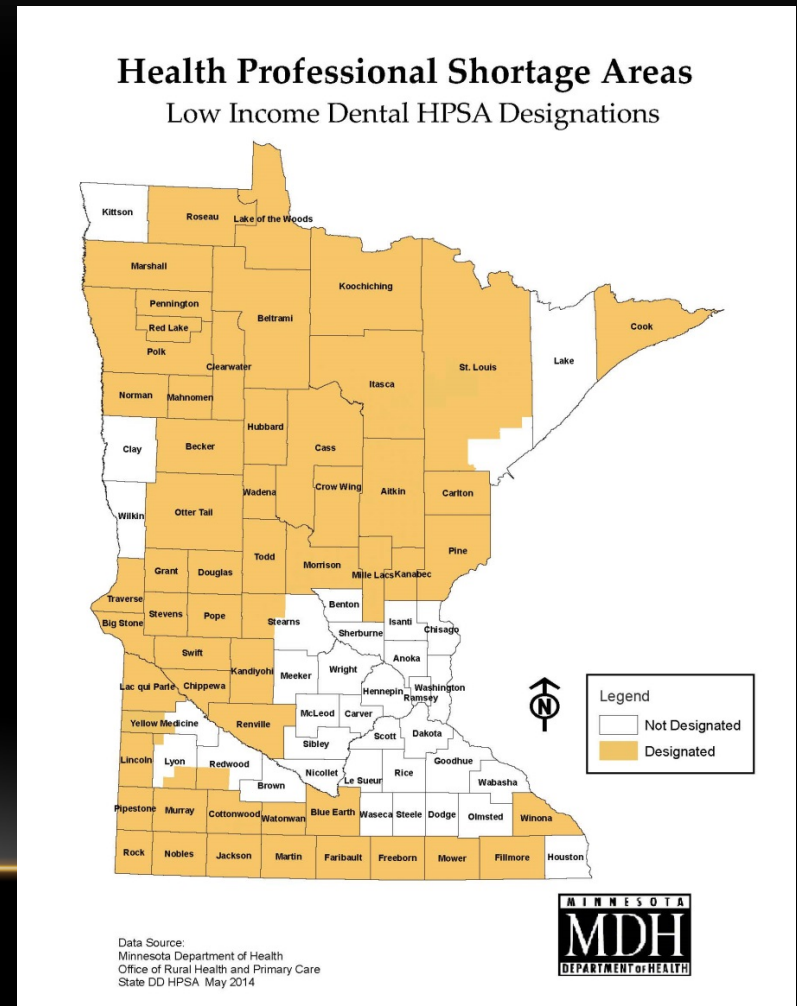 Health Professional Shortage Areas
Low Income Dental HPSA Designations
Kittson
Roseau
Lake of the Woods
Marshall
Koochiching
Pennington
Beltrami
Red Lake
Cook
Polk
Clearwater
St. Louis
Lake
Itasca
Norman
Mahnomen
Hubbard
Clay
Becker
Cass
Wadena
Crow Wing
Aitkin
Carlton
Wilkin
Otter Tail
Todd
Morrison
Pine
Grant
Douglas
Mille Lacs
Kanabec
Traverse
Benton
Stevens
Pope
Stearns
Isanti
Big Stone
Sherburne
Chisago
Swift
Anoka
Kandiyohi
Meeker
Wright
Lac qui Parle
Chippewa
Hennepin
Washington
Ramsey
McLeod
Carver
Yellow Medicine
Renville
Scott
Dakota
Sibley
Lincoln
Lyon
Redwood
Goodhue
Nicollet
Le Sueur
Rice
Brown
Wabasha
Pipestone
Murray
Cottonwood
Watonwan
Blue Earth
Waseca
Steele
Dodge
Olmsted
Winona
Rock
Nobles
Jackson
Martin
Faribault
Freeborn
Mower
Fillmore
Houston
N
Legend
Not Designated
Designated
MINNESOTA
MDH
DEPARTMENT OF HEALTH
Data Source:
Minnesota Department of Health
Office of Rural Health and Primary Care
State DD HPSA May 2014